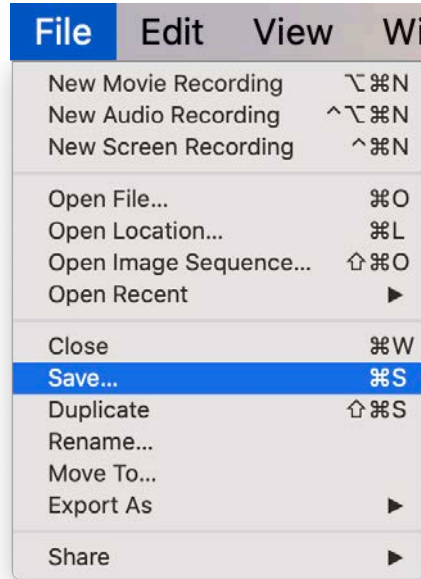 File Edit View Wi
New Movie Recording ⌥⌘N
New Audio Recording ^⌥⌘N
New Screen Recording ^⌘N
Open File... ⌘O
Open Location... ⌘L
Open Image Sequence... ⇧⌘O
Open Recent ▶
Close ⌘W
Save... ⌘S
Duplicate ⇧⌘S
Rename...
Move To...
Export As ▶
Share ▶